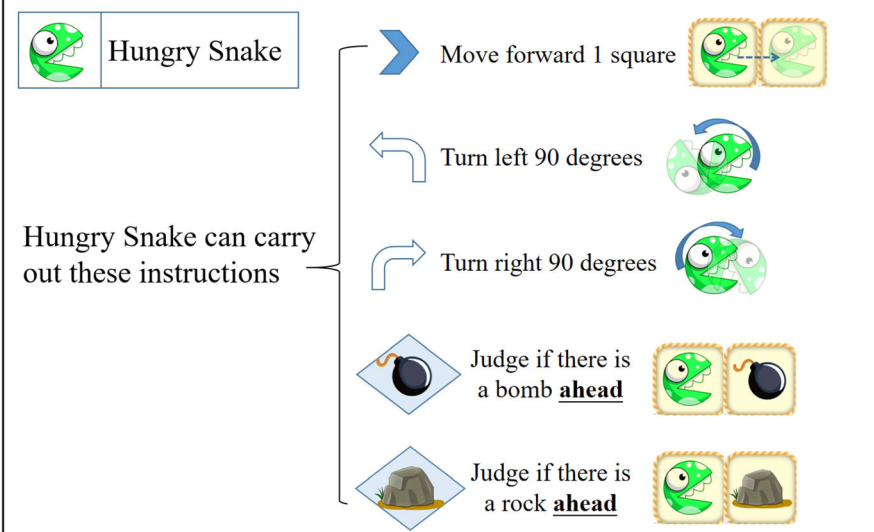 Hungry Snake
Move forward 1 square
Turn left 90 degrees
Hungry Snake can carry
out these instructions
Turn right 90 degrees
Judge if there is
a bomb ahead
Judge if there is
a rock ahead